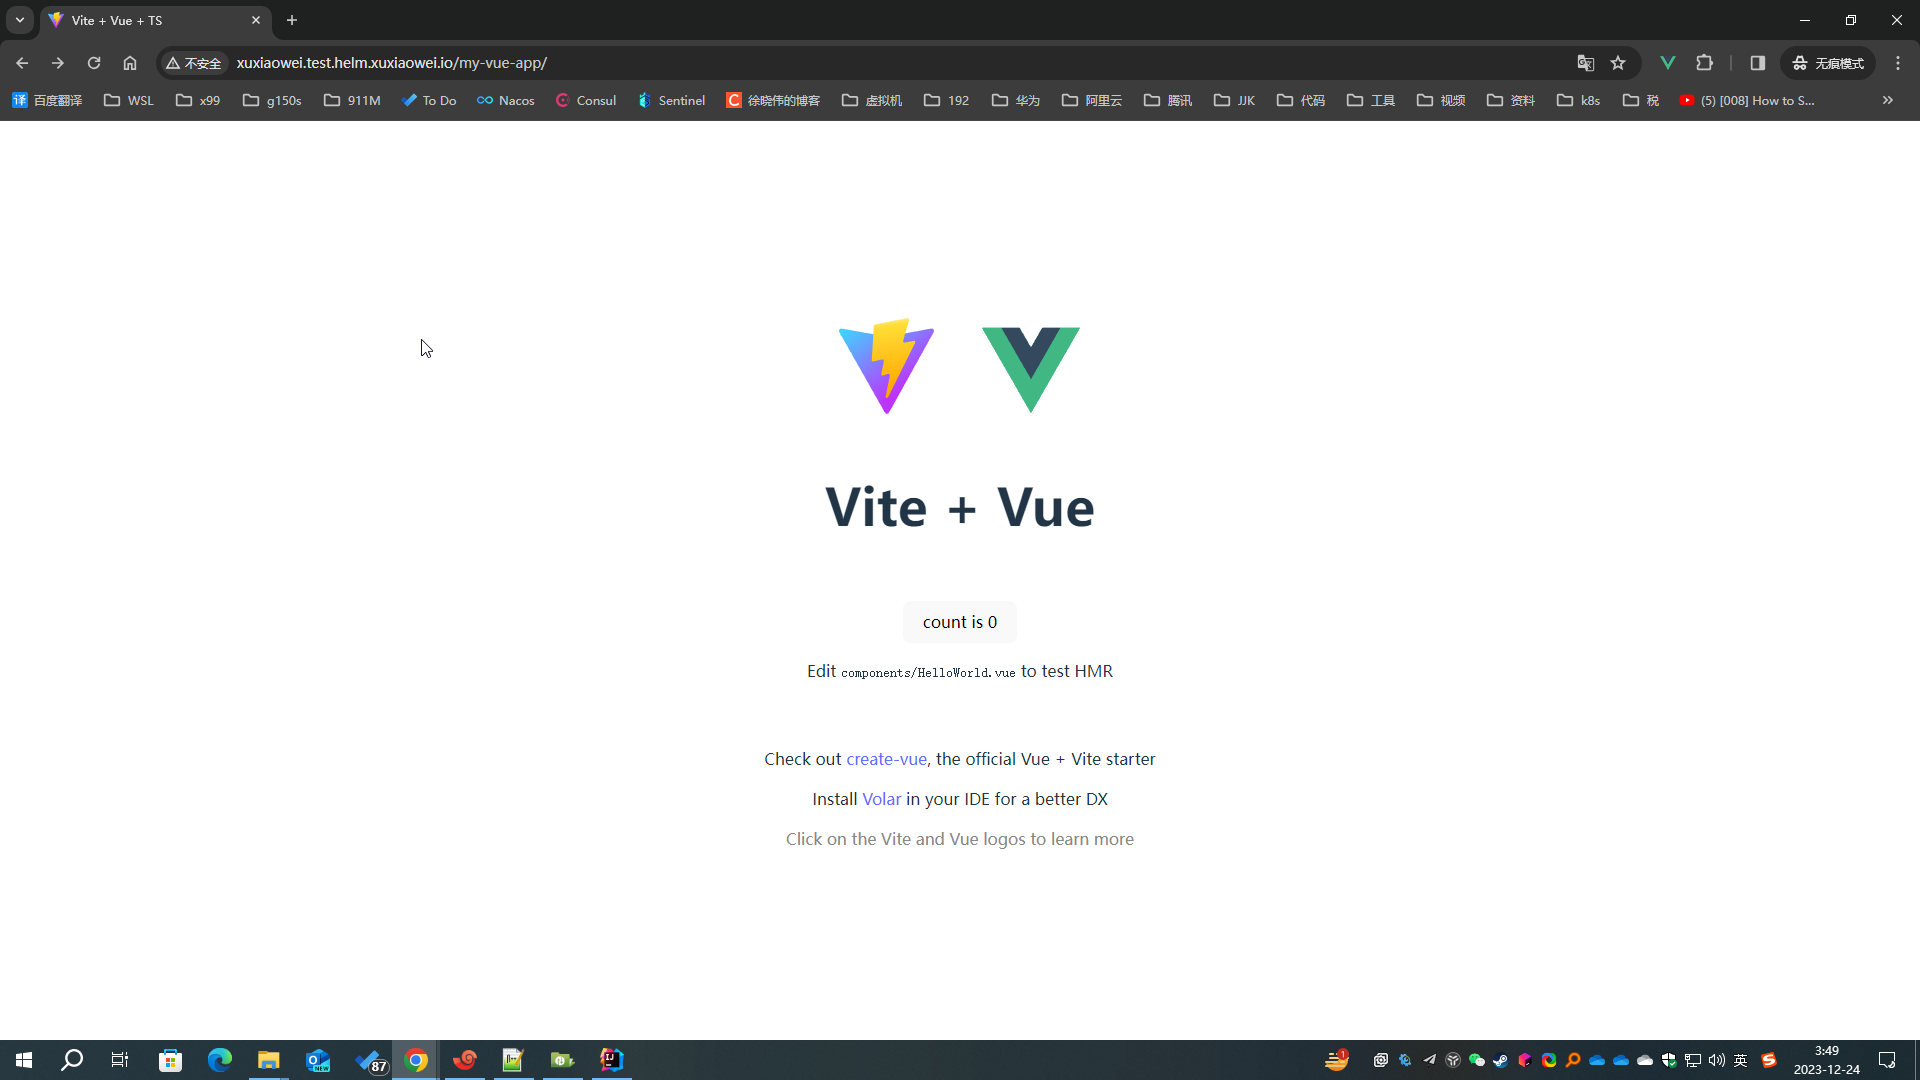 Vite + Vue + TS
不安全 xuxiaowei.test.helm.xuxiaowei.io/my-vue-app/ 无痕模式
译 百度翻译 WSL x99 g150s 911M To Do Nacos Consul Sentinel C 徐晓伟的博客 虚拟机 192 华为 阿里云 腾讯 JJK 代码 工具 视频 资料 k8s 税 (5) [008] How to S...
Vite + Vue
count is 0
Edit components/HelloWorld.vue to test HMR
Check out create-vue, the official Vue + Vite starter
Install Volar in your IDE for a better DX
Click on the Vite and Vue logos to learn more
NEW 87 IJ 1 英 S 3:49
2023-12-24